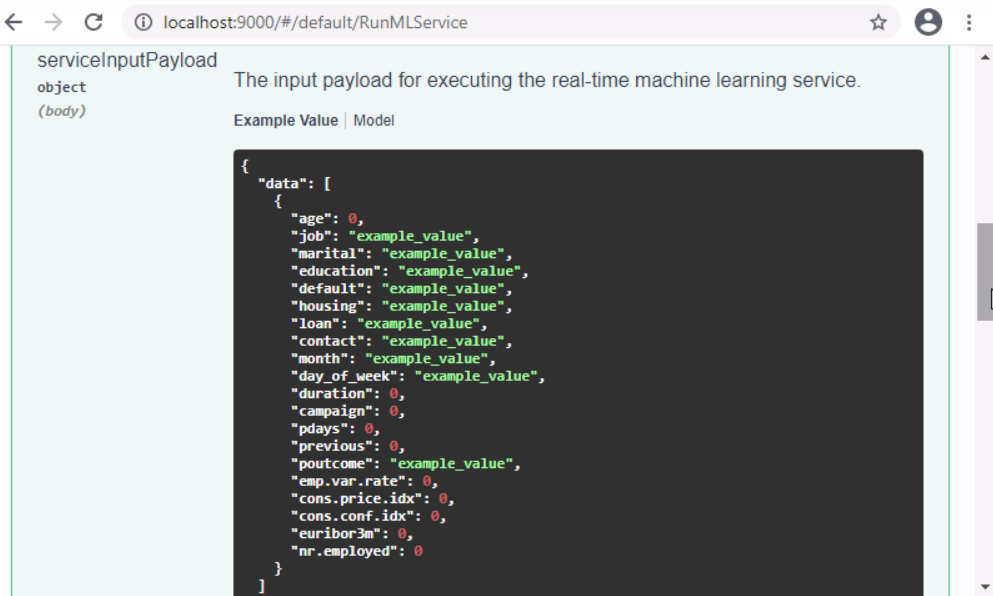 localhost:9000/#/default/RunMLService
serviceInputPayload
object
(body)
The input payload for executing the real-time machine learning service.
Example Value | Model
{
"data": [
{
"age": 0,
"job": "example_value",
"marital": "example_value",
"education": "example_value",
"default": "example_value",
"housing": "example_value",
"loan": "example_value",
"contact": "example_value",
"month": "example_value",
"day_of_week": "example_value",
"duration": 0,
"campaign": 0,
"pdays": 0,
"previous": 0,
"poutcome": "example_value",
"emp.var.rate": 0,
"cons.price.idx": 0,
"cons.conf.idx": 0,
"euribor3m": 0,
"nr.employed": 0
}
]